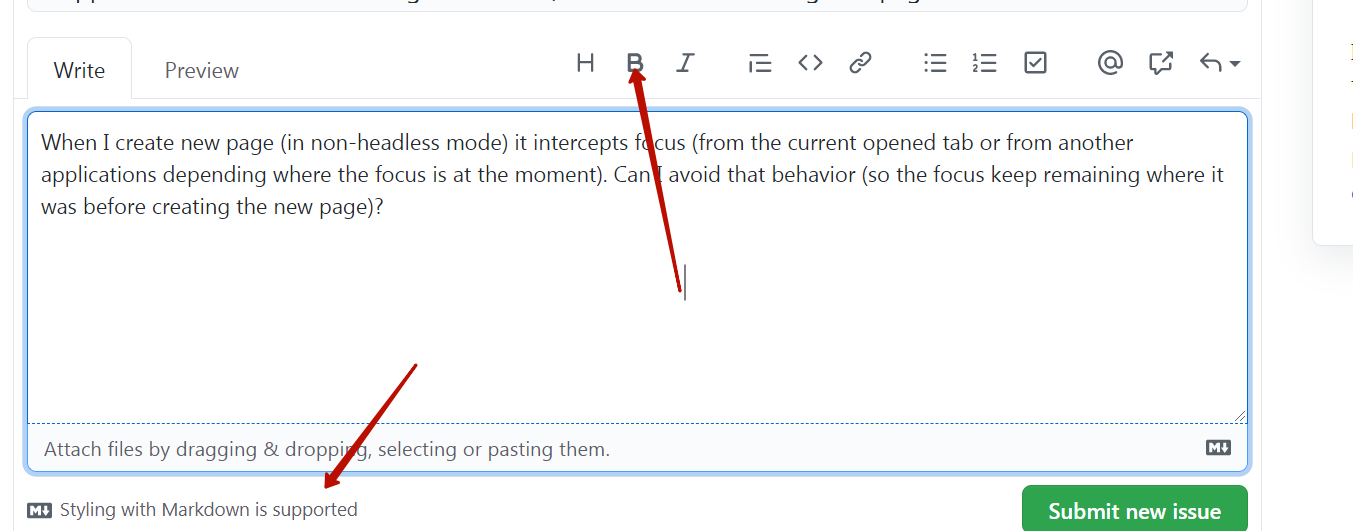 Write Preview H B I @
When I create new page (in non-headless mode) it intercepts focus (from the current opened tab or from another
applications depending where the focus is at the moment). Can I avoid that behavior (so the focus keep remaining where it
was before creating the new page)?
Attach files by dragging & dropping, selecting or pasting them. M↓
M↓ Styling with Markdown is supported Submit new issue